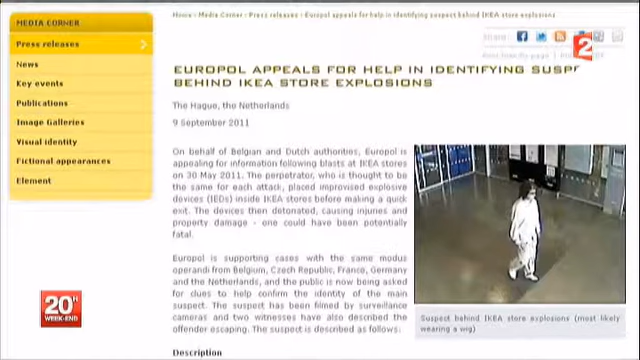 Home » Media Corner » Press releases » Europol appeals for help in identifying suspect behind IKEA store explosions
MEDIA CORNER
Press releases
News
Key events
Publications
Image Galleries
Visual identity
Fictional appearances
Element
Share:
2
EUROPOL APPEALS FOR HELP IN IDENTIFYING SUSP
BEHIND IKEA STORE EXPLOSIONS
The Hague, the Netherlands
9 September 2011
On behalf of Belgian and Dutch authorities, Europol is
appealing for information following blasts at IKEA stores
on 30 May 2011. The perpetrator, who is thought to be
the same for each attack, placed improvised explosive
devices (IEDs) inside IKEA stores before making a quick
exit. The devices then detonated, causing injuries and
property damage - one could have been potentially
fatal.
Europol is supporting cases with the same modus
operandi from Belgium, Czech Republic, France, Germany
and the Netherlands, and the public is now being asked
for clues to help confirm the identity of the main
suspect. The suspect has been filmed by surveillance
cameras and two witnesses have also described the
offender escaping. The suspect is described as follows:
Description
Suspect behind IKEA store explosions (most likely
wearing a wig)
20H
WEEK-END